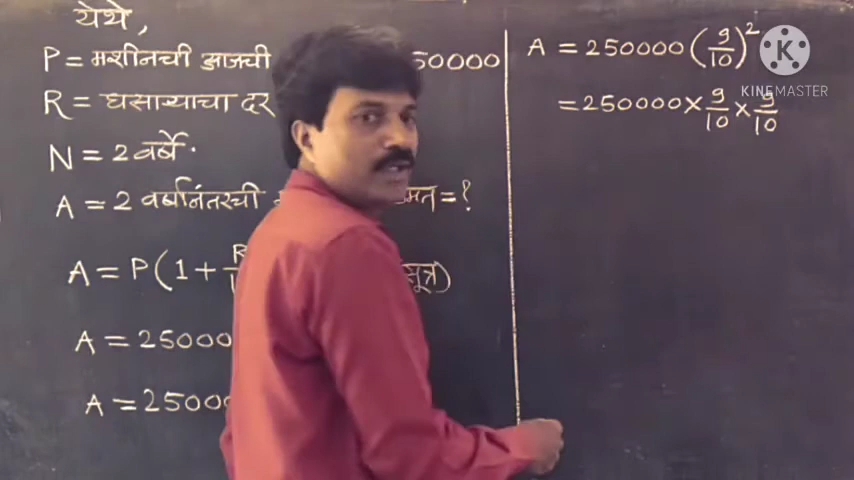 येथे,
P = मशीनची आजची 50000
R = घसाऱ्याचा दर
N = 2 वर्षे.
A = 2 वर्षानंतरची मत = ?
A = P(1 + R सूत्र)
A = 25000
A = 2500
A = 250000 (9/10)²
= 250000 × 9/10 × 9/10
K
KINEMASTER